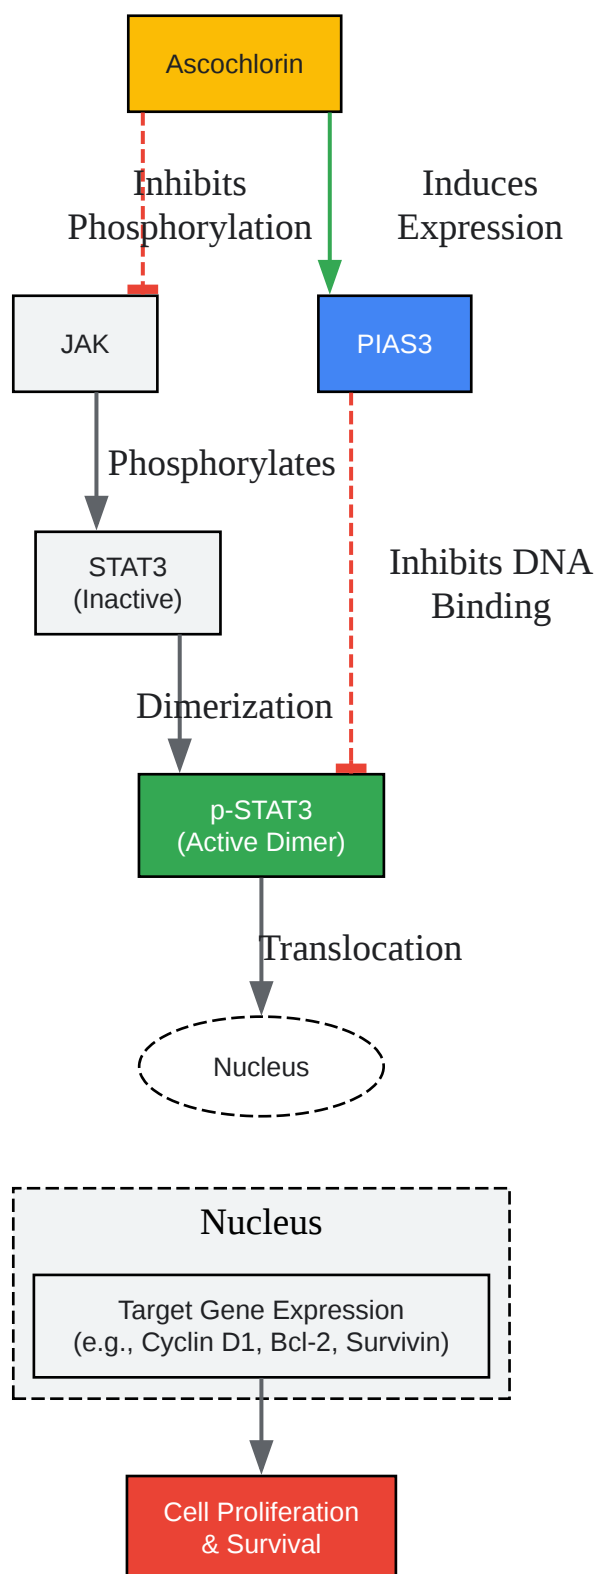 Ascochlorin
Inhibits
Phosphorylation
Induces
Expression
JAK
PIAS3
Phosphorylates
STAT3
(Inactive)
Inhibits DNA
Binding
Dimerization
p-STAT3
(Active Dimer)
Translocation
Nucleus
Nucleus
Target Gene Expression
(e.g., Cyclin D1, Bcl-2, Survivin)
Cell Proliferation
& Survival